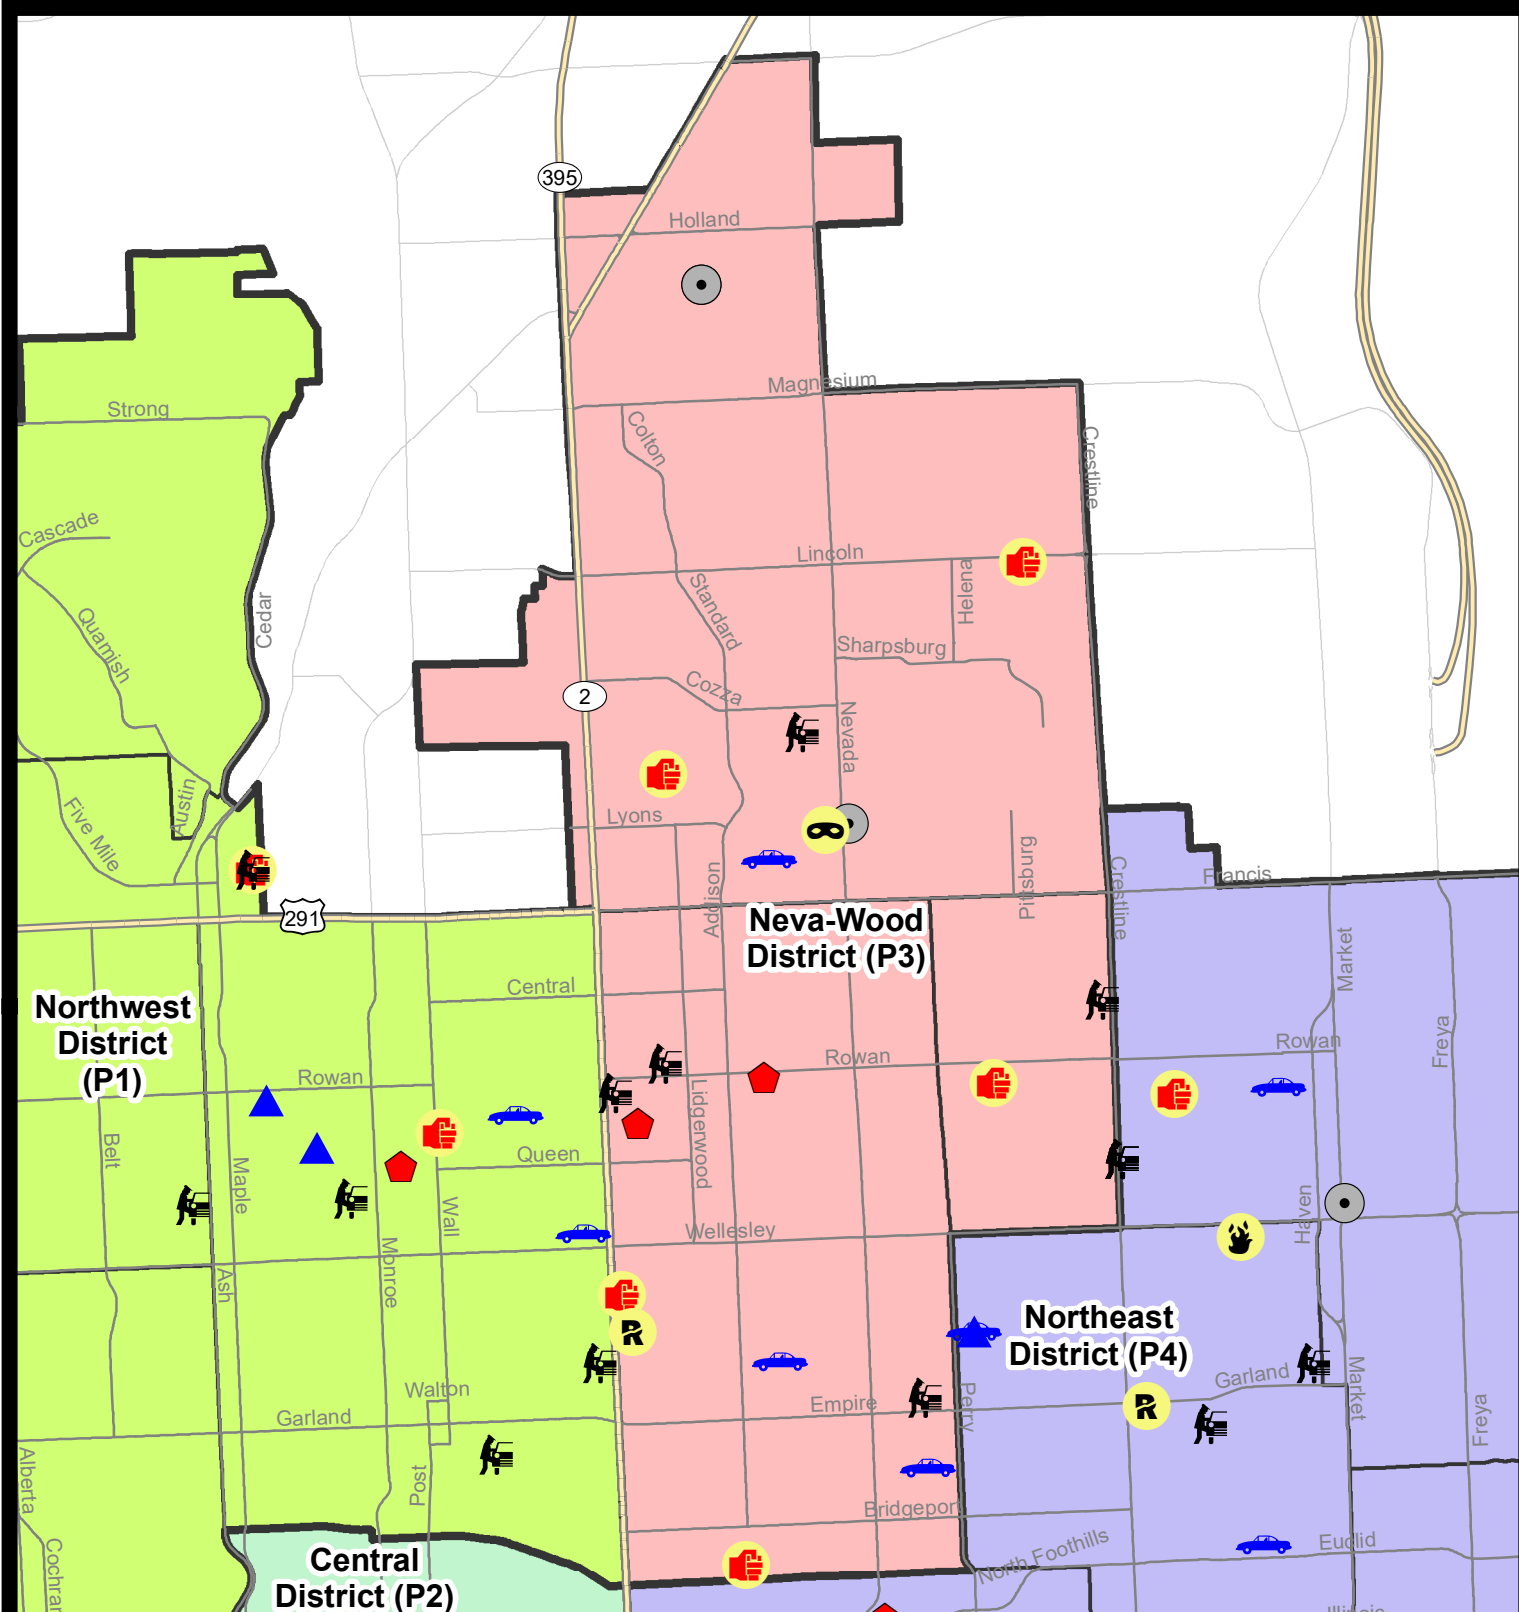 395
Holland
Magnesium
Strong
Colton
Crestline
Cascade
Lincoln
Helena
Standard
Cedar
Quamish
Sharpsburg
Cozza
2
Nevada
Austin
Five Mile
Lyons
Pittsburg
Addison
Crestline
Francis
291
Neva-Wood
District (P3)
Market
Central
Northwest
District
(P1)
Freya
Rowan
Rowan
Rowan
Lidgerwood
Belt
Maple
Queen
Wall
Haven
Wellesley
Monroe
Ash
Northeast
District (P4)
Walton
Garland
Empire
Perry
Garland
Market
Freya
Alberta
Post
Bridgeport
Cochran
Central
District (P2)
North Foothills
Euclid